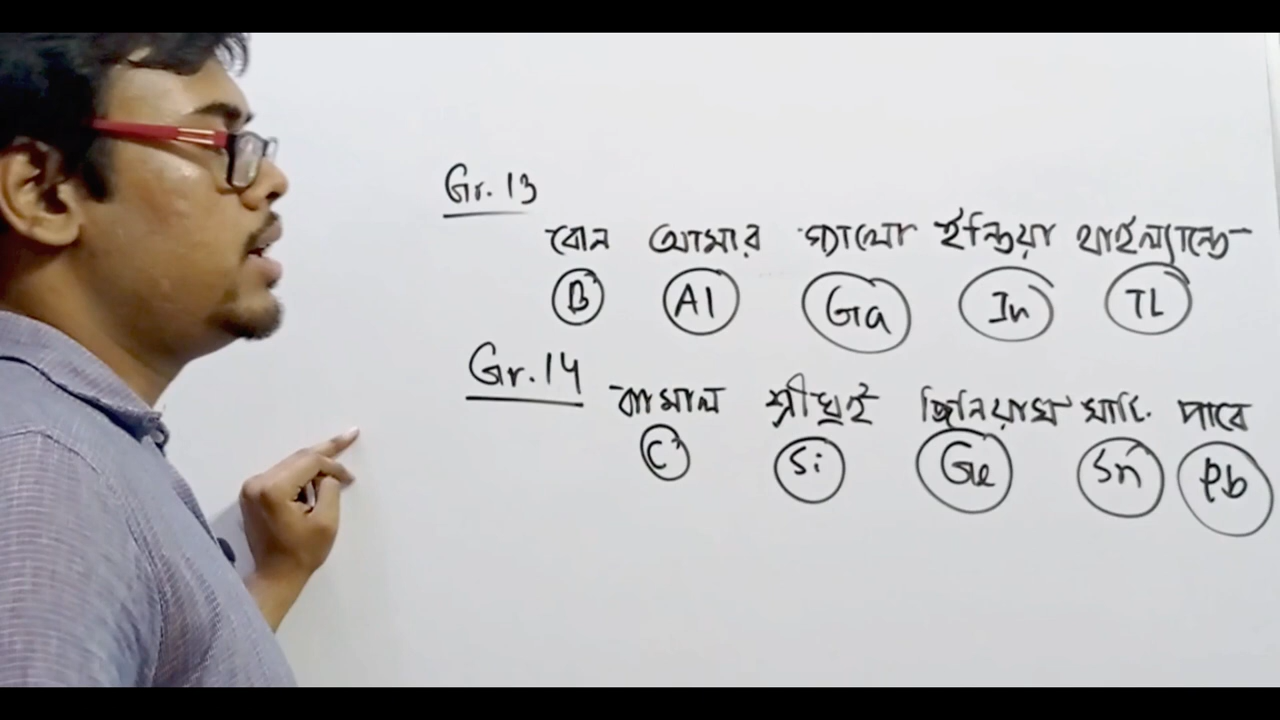 Gr. 13
বোন আমার গ্যালো ইন্ডিয়া থাইল্যান্ডে
B Al Ga In TL
Gr. 14
কামাল শ্রীঘ্রই জিনিয়াস পাবে
C Si Ge Sn Pb